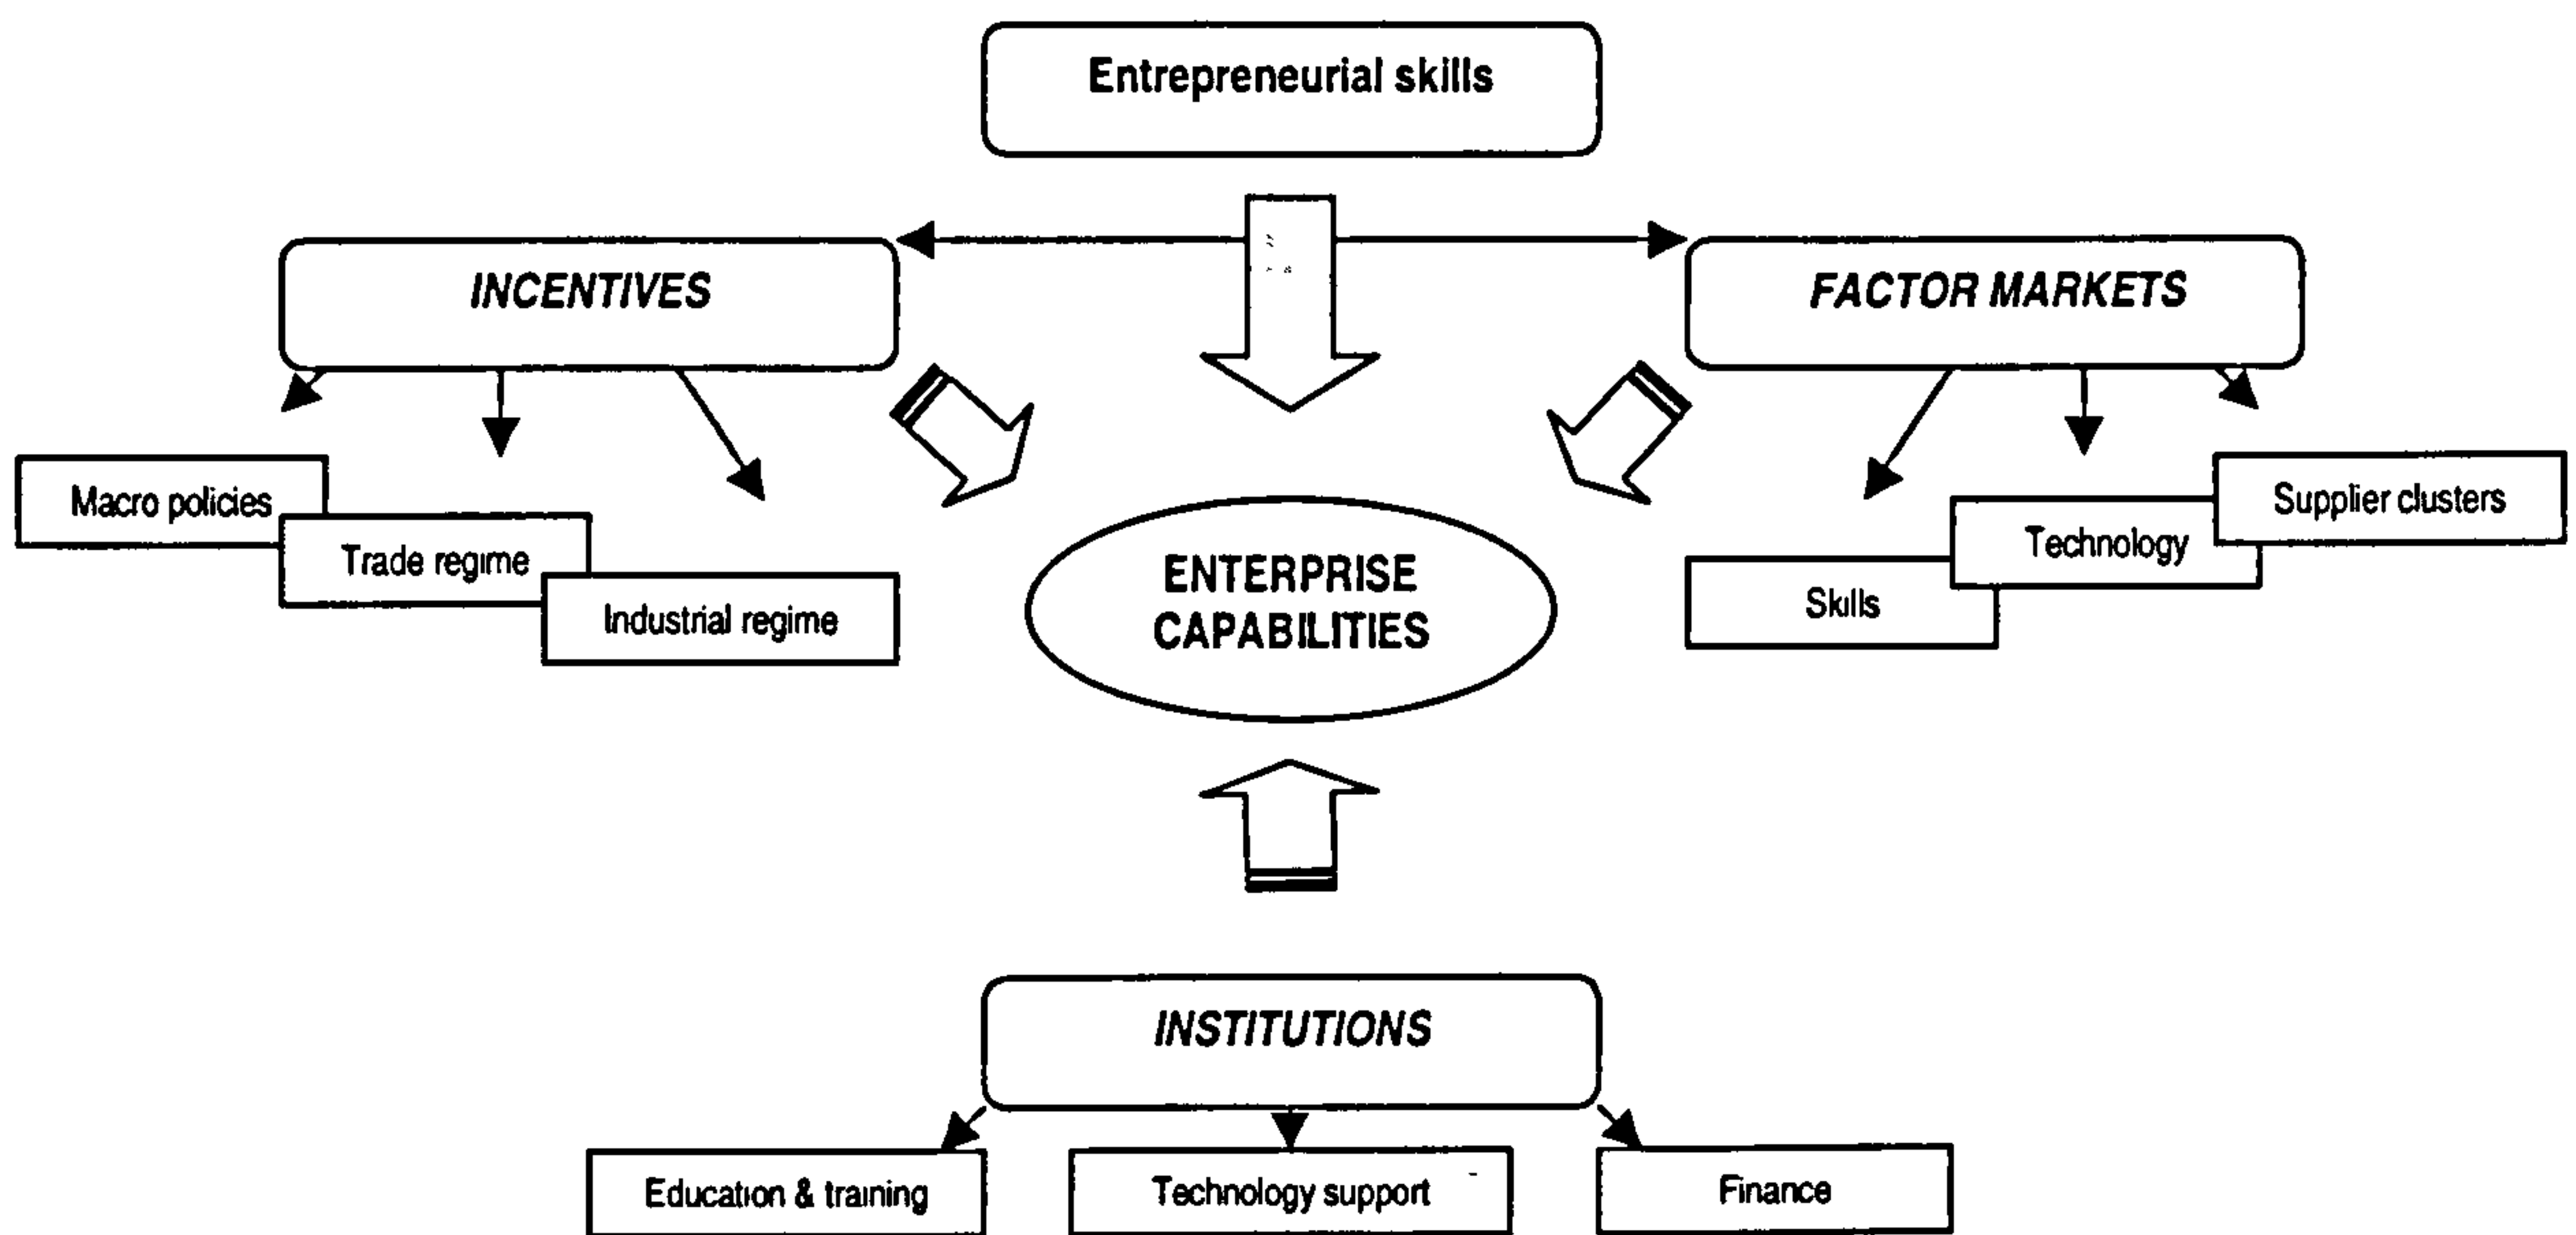 Entrepreneurial skills
INCENTIVES
FACTOR MARKETS
Macro policies
Trade regime
Industrial regime
Supplier clusters
Technology
Skills
ENTERPRISE
CAPABILITIES
INSTITUTIONS
Education & training
Technology support
Finance